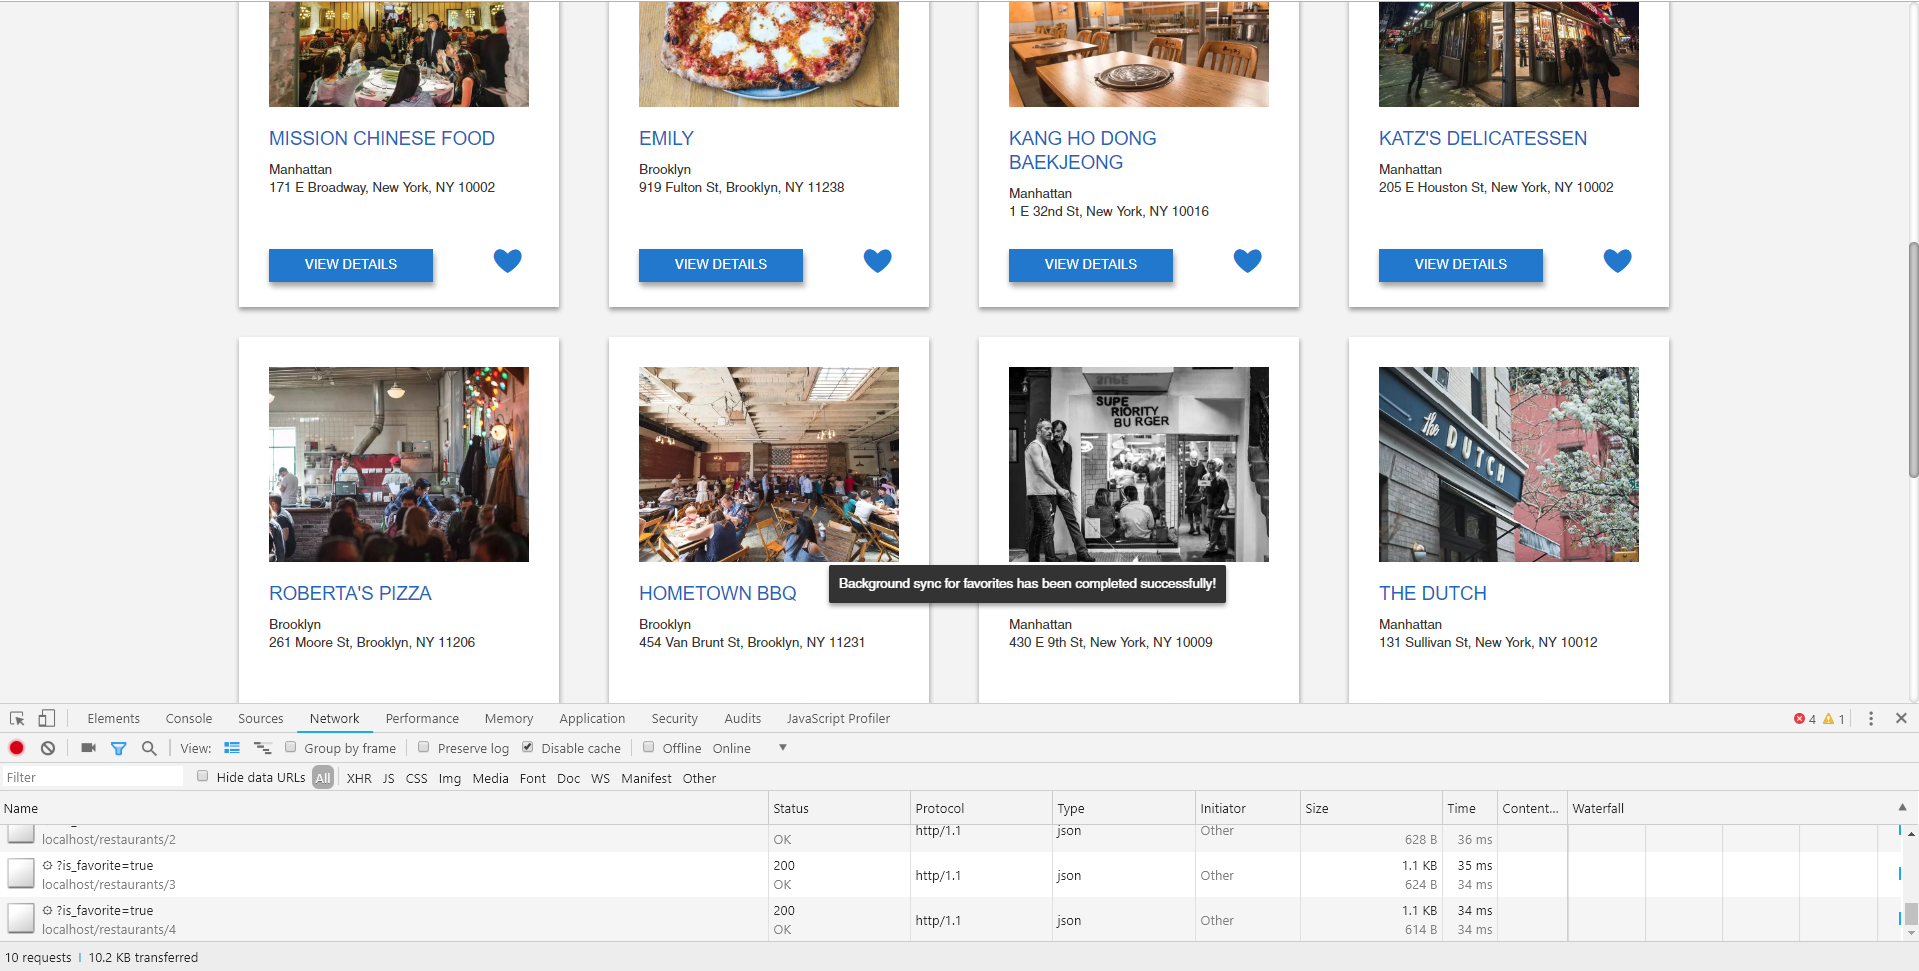 MISSION CHINESE FOOD
Manhattan
171 E Broadway, New York, NY 10002
VIEW DETAILS
EMILY
Brooklyn
919 Fulton St, Brooklyn, NY 11238
VIEW DETAILS
KANG HO DONG
BAEKJEONG
Manhattan
1 E 32nd St, New York, NY 10016
VIEW DETAILS
KATZ'S DELICATESSEN
Manhattan
205 E Houston St, New York, NY 10002
VIEW DETAILS
ROBERTA'S PIZZA
Brooklyn
261 Moore St, Brooklyn, NY 11206
HOMETOWN BBQ
Brooklyn
454 Van Brunt St, Brooklyn, NY 11231
SUPE
RIORITY
BURGER
Background sync for favorites has been completed successfully!
Manhattan
430 E 9th St, New York, NY 10009
the DUTCH
THE DUTCH
Manhattan
131 Sullivan St, New York, NY 10012
Elements Console Sources Network Performance Memory Application Security Audits JavaScript Profiler 4 1
View: Group by frame Preserve log Disable cache Offline Online
Filter Hide data URLs All XHR JS CSS Img Media Font Doc WS Manifest Other
Name Status Protocol Type Initiator Size Time Content... Waterfall
http/1.1 json Other
localhost/restaurants/2 OK 628 B 36 ms
?is_favorite=true 200 1.1 KB 35 ms
http/1.1 json Other
localhost/restaurants/3 OK 624 B 34 ms
?is_favorite=true 200 1.1 KB 34 ms
http/1.1 json Other
localhost/restaurants/4 OK 614 B 34 ms
10 requests 10.2 KB transferred